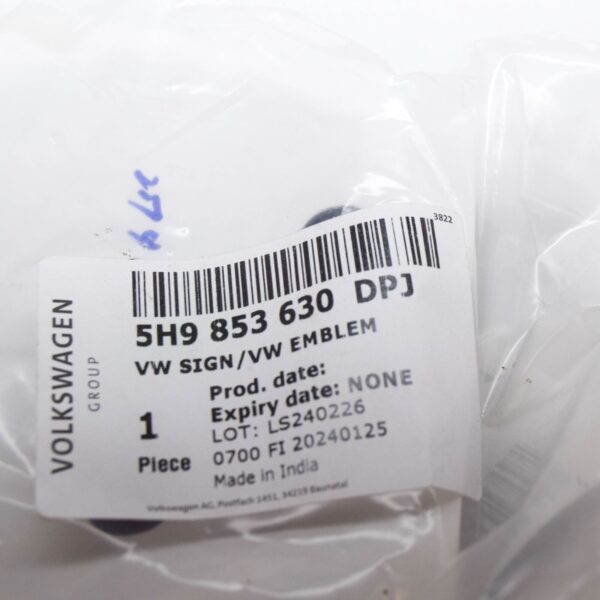 3822
5H9 853 630 DPJ
VW SIGN/VW EMBLEM
VOLKSWAGEN
GROUP
1
Piece
Prod. date:
Expiry date: NONE
LOT: LS240226
0700 FI 20240125
Made in India
Volkswagen AG, Postfach 1451, 34219 Baunatal